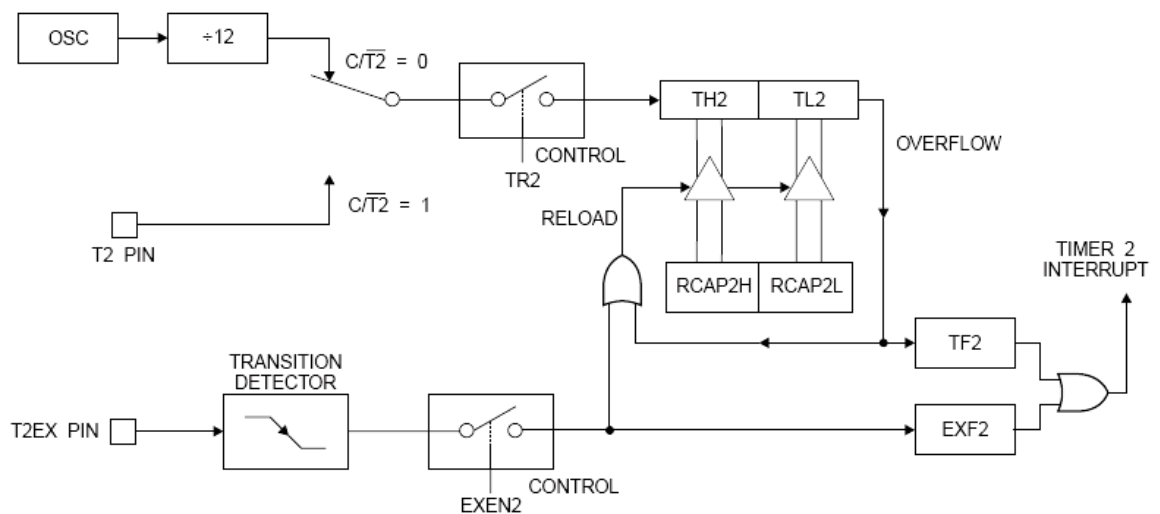 OSC
÷12
C/T2̅ = 0
TH2
TL2
OVERFLOW
CONTROL
TR2
C/T2̅ = 1
RELOAD
T2 PIN
TIMER 2
INTERRUPT
RCAP2H
RCAP2L
TF2
TRANSITION
DETECTOR
T2EX PIN
EXF2
CONTROL
EXEN2